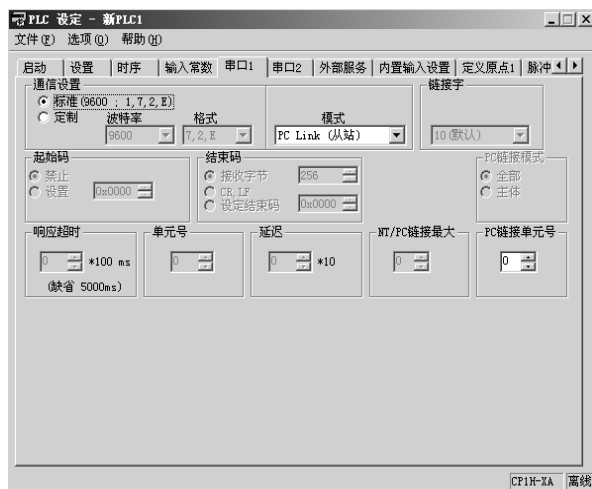 PLC 设定 - 新PLC1
文件(F) 选项(O) 帮助(H)
启动 设置 时序 输入常数 串口1 串口2 外部服务 内置输入设置 定义原点1 脉冲
通信设置 链接字
标准(9600 ; 1,7,2,E)
定制 波特率 格式 模式
9600 7,2,E PC Link (从站) 10(默认)
起始码 结束码 PC链接模式
禁止 接收字节 256 全部
设置 0x0000 CR,LF 主体
设定结束码 0x0000
响应超时 单元号 延迟 NT/PC链接最大 PC链接单元号
0 *100 ms 0 0 *10 0 0
(缺省 5000ms)
CP1H-XA 离线